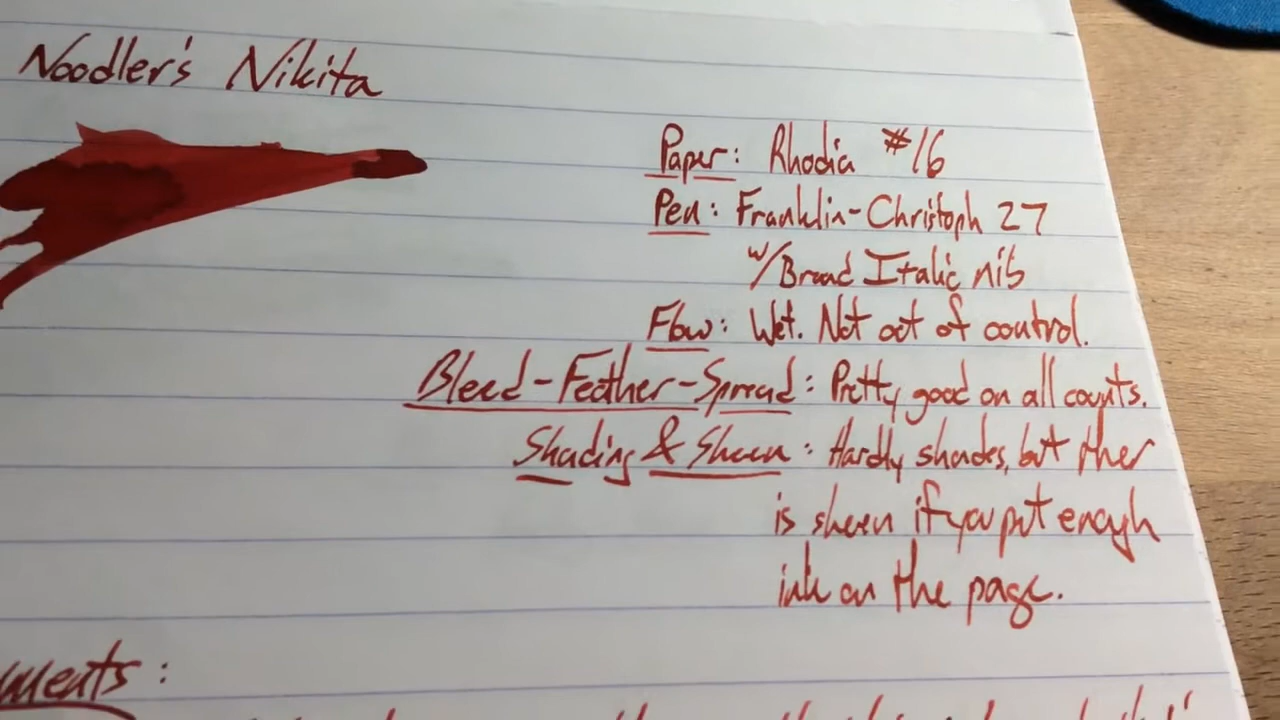 Noodler's Nikita
Paper: Rhodia #16
Pen: Franklin-Christoph 27
w/Broad Italic nib
Flow: Wet. Not out of control.
Bleed-Feather-Spread: Pretty good on all counts.
Shading & Sheen: Hardly shades, but ther
is sheen if you put enough
ink on the page.
ments: